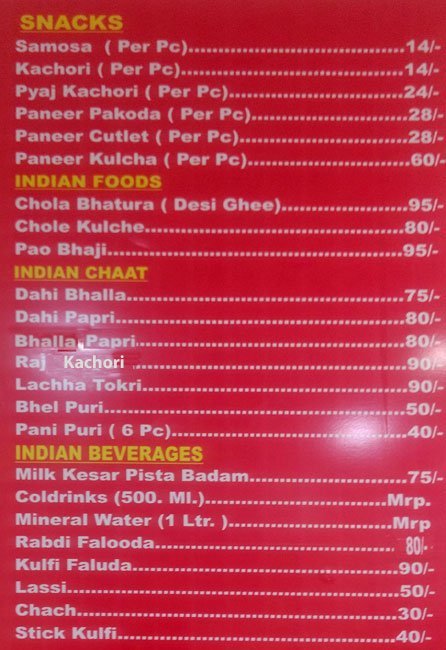 SNACKS
Samosa ( Per Pc)..............................14/-
Kachori ( Per Pc)..............................14/-
Pyaj Kachori ( Per Pc)........................24/-
Paneer Pakoda ( Per Pc).....................28/-
Paneer Cutlet ( Per Pc).......................28/-
Paneer Kulcha ( Per Pc)......................60/-
INDIAN FOODS
Chola Bhatura ( Desi Ghee)................95/-
Chole Kulche...................................80/-
Pao Bhaji.......................................95/-
INDIAN CHAAT
Dahi Bhalla.....................................75/-
Dahi Papri......................................80/-
Bhalla Papri....................................80/-
Raj Kachori.....................................90/-
Lachha Tokri...................................90/-
Bhel Puri........................................50/-
Pani Puri ( 6 Pc)...............................40/-
INDIAN BEVERAGES
Milk Kesar Pista Badam.....................75/-
Coldrinks (500. Ml.).........................Mrp.
Mineral Water (1 Ltr. ).....................Mrp
Rabdi Falooda.................................80/-
Kulfi Faluda....................................90/-
Lassi.............................................50/-
Chach............................................30/-
Stick Kulfi......................................40/-